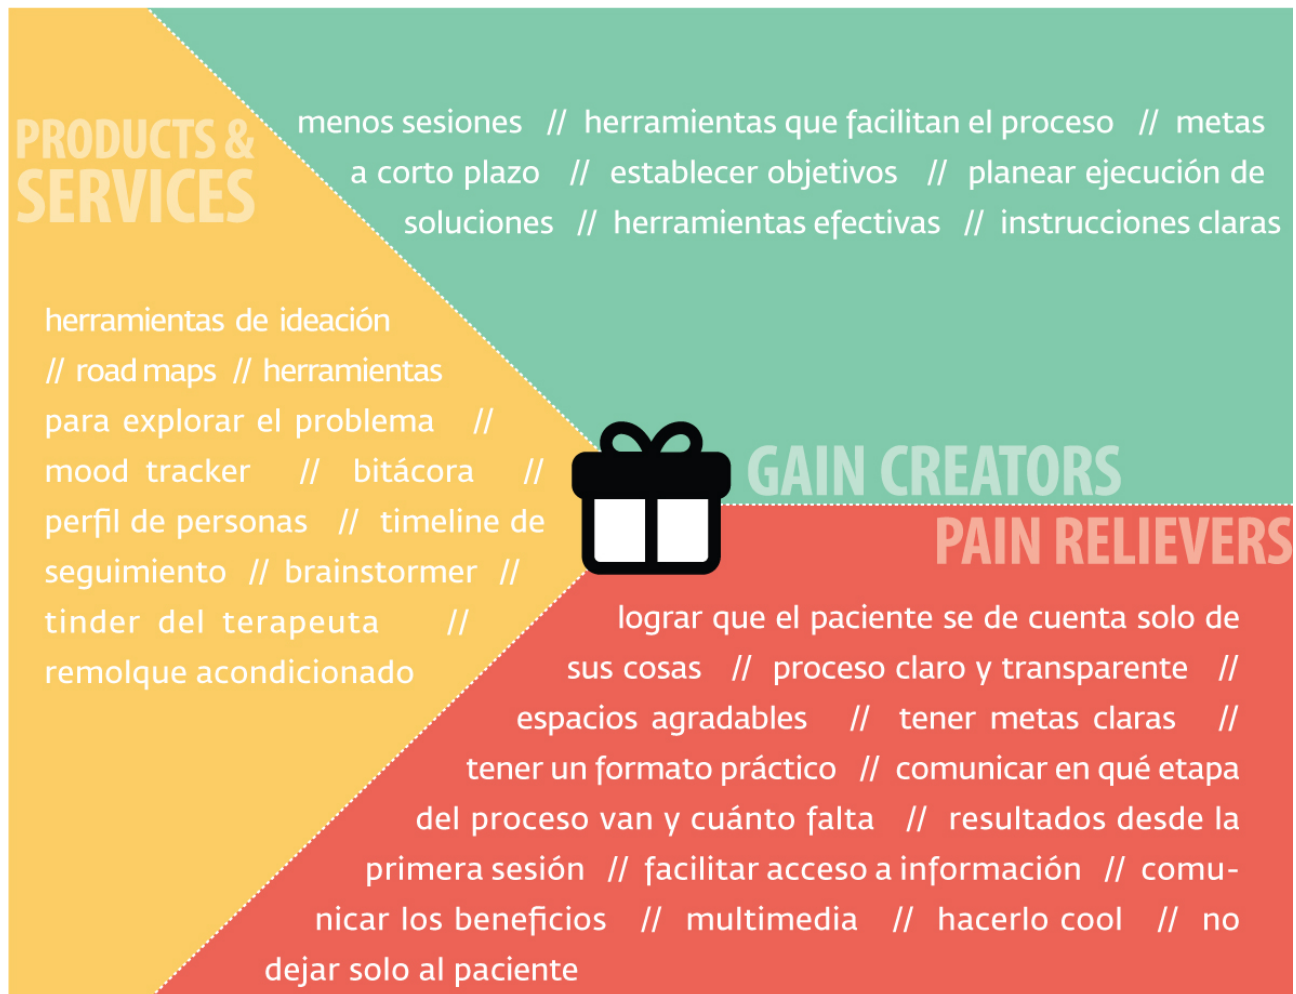 PRODUCTS &
SERVICES
herramientas de ideación
// road maps // herramientas
para explorar el problema //
mood tracker // bitácora //
perfil de personas // timeline de
seguimiento // brainstormer //
tinder del terapeuta //
remolque acondicionado
menos sesiones // herramientas que facilitan el proceso // metas
a corto plazo // establecer objetivos // planear ejecución de
soluciones // herramientas efectivas // instrucciones claras
GAIN CREATORS
PAIN RELIEVERS
lograr que el paciente se de cuenta solo de
sus cosas // proceso claro y transparente //
espacios agradables // tener metas claras //
tener un formato práctico // comunicar en qué etapa
del proceso van y cuánto falta // resultados desde la
primera sesión // facilitar acceso a información // comu-
nicar los beneficios // multimedia // hacerlo cool // no
dejar solo al paciente